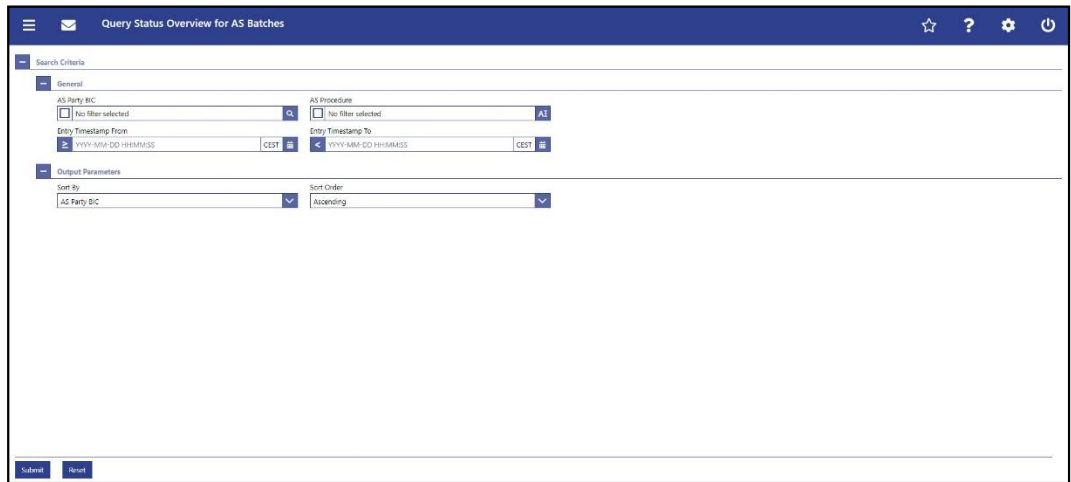 Query Status Overview for AS Batches ?
Search Criteria
General
AS Party BIC AS Procedure
No filter selected No filter selected AI
Entry Timestamp From Entry Timestamp To
≥ YYYY-MM-DD HH:MM:SS CEST < YYYY-MM-DD HH:MM:SS CEST
Output Parameters
Sort By Sort Order
AS Party BIC Ascending
Submit Reset